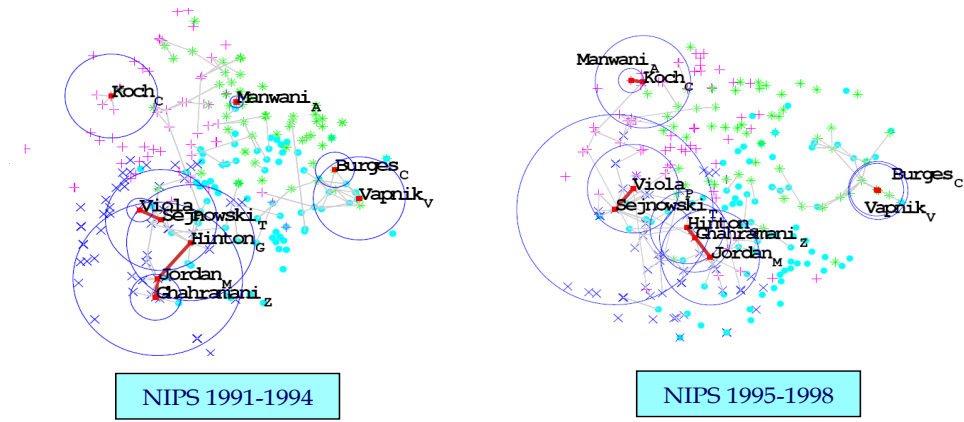 Koch C
Manwani A
Burges C
Vapnik V
Viola
Sejnowski T
Hinton G
Jordan M
Ghahramani Z
NIPS 1991-1994
Manwani A
Koch C
Viola P
Sejnowski T
Hinton
Ghahramani Z
Jordan M
Burges C
Vapnik V
NIPS 1995-1998